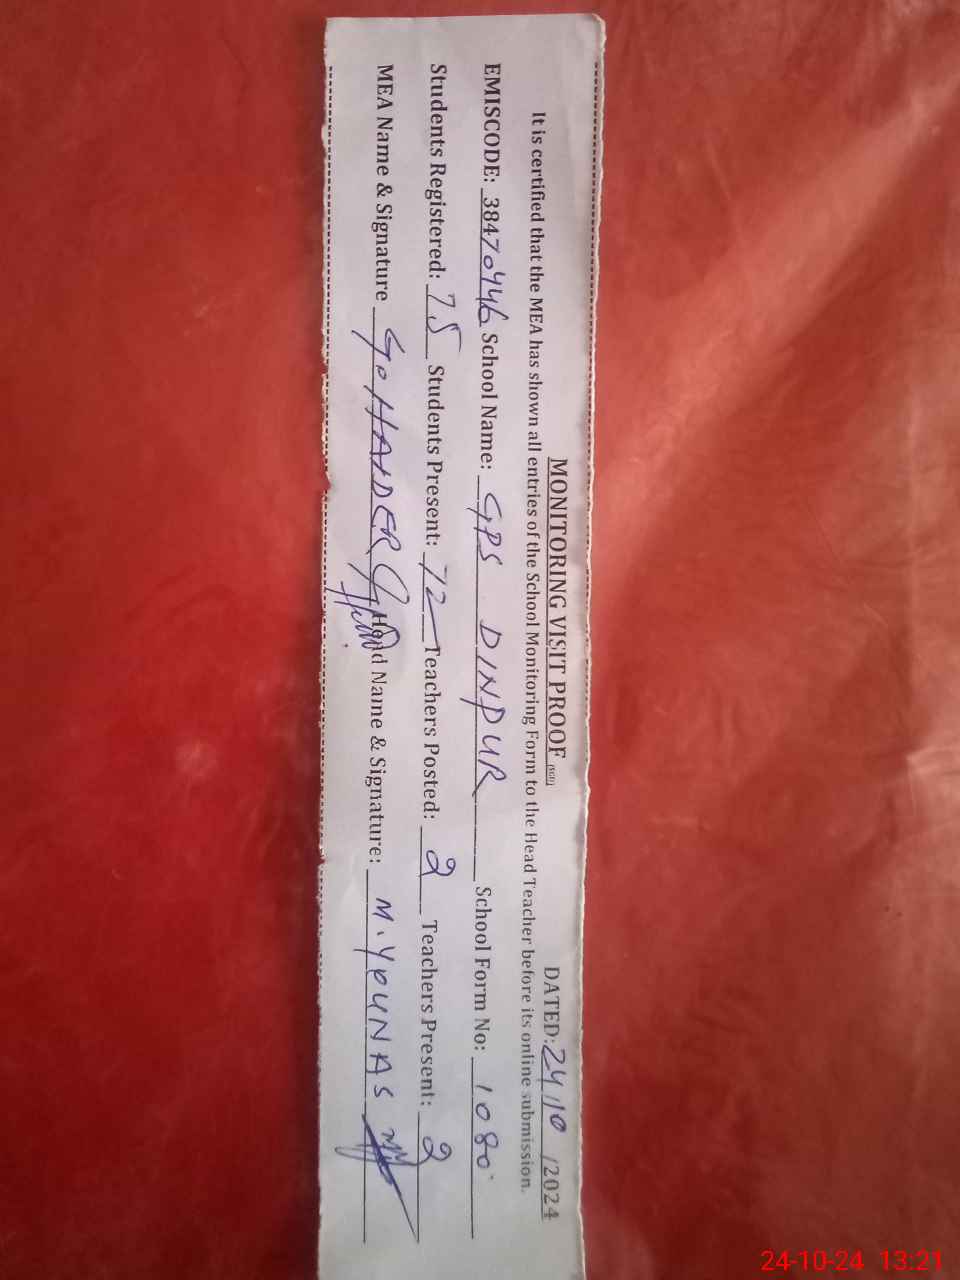 MONITORING VISIT PROOF DATED: 24/10/2024
It is certified that the MEA has shown all entries of the School Monitoring Form to the Head Teacher before its online submission.
EMISCODE: 38470446 School Name: GPS DINPUR School Form No: 1080
Students Registered: 75 Students Present: 72 Teachers Posted: 2 Teachers Present: 2
MEA Name & Signature G. HAIDER Head Name & Signature: M. YOUNAS
24-10-24 13:21